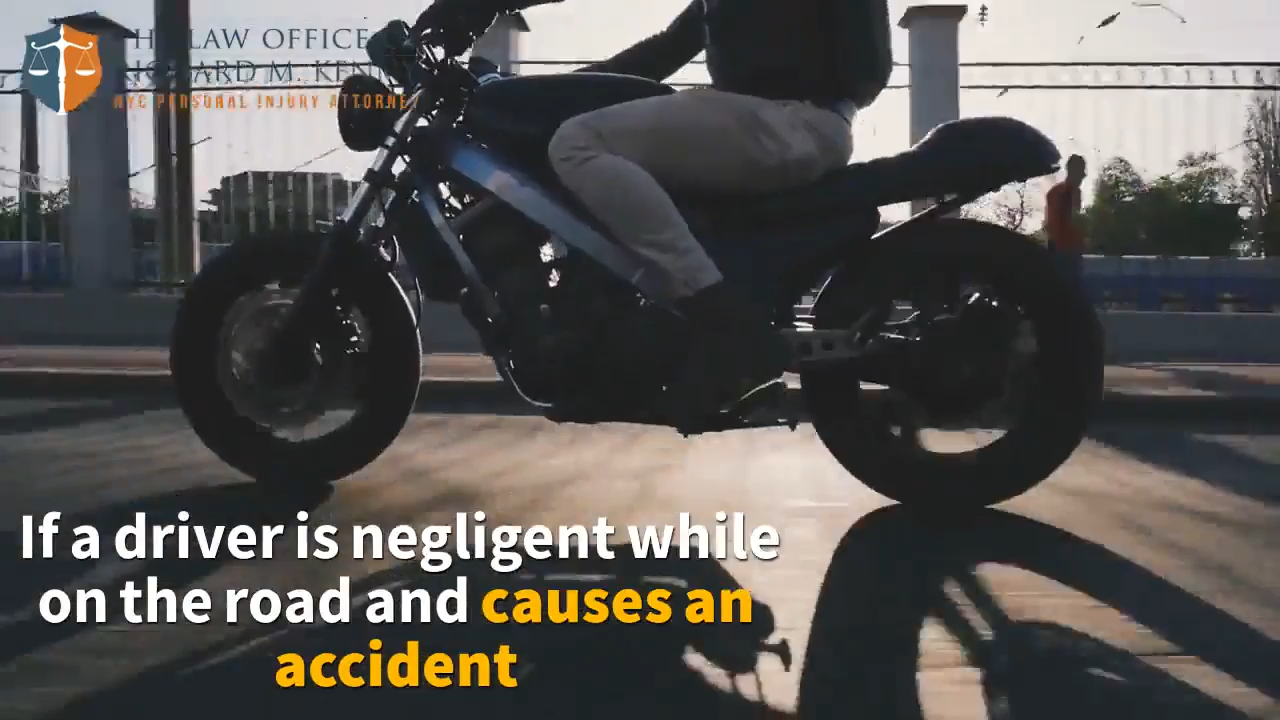 LAW OFFICE
NYC PERSONAL INJURY ATTORNEY
If a driver is negligent while
on the road and causes an
accident